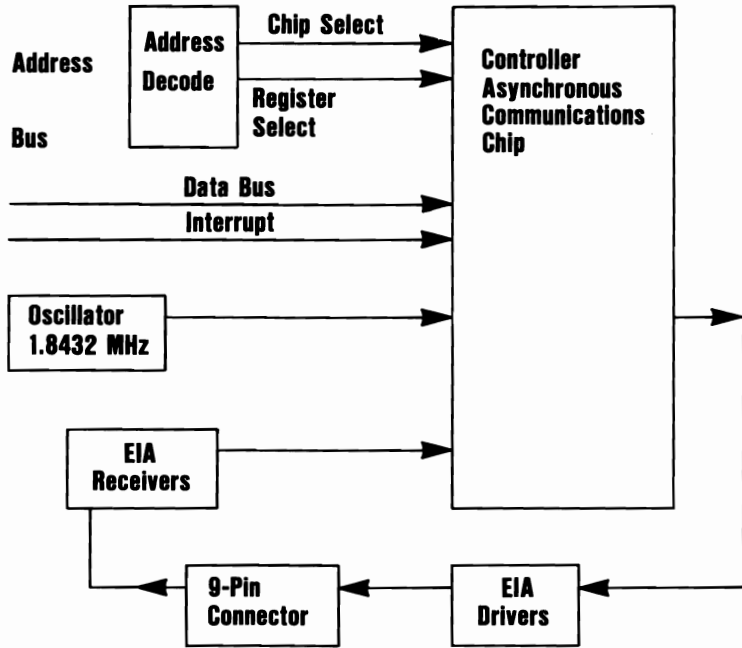 Address
Bus
Address
Decode
Chip Select
Register
Select
Controller
Asynchronous
Communications
Chip
Data Bus
Interrupt
Oscillator
1.8432 MHz
EIA
Receivers
9-Pin
Connector
EIA
Drivers